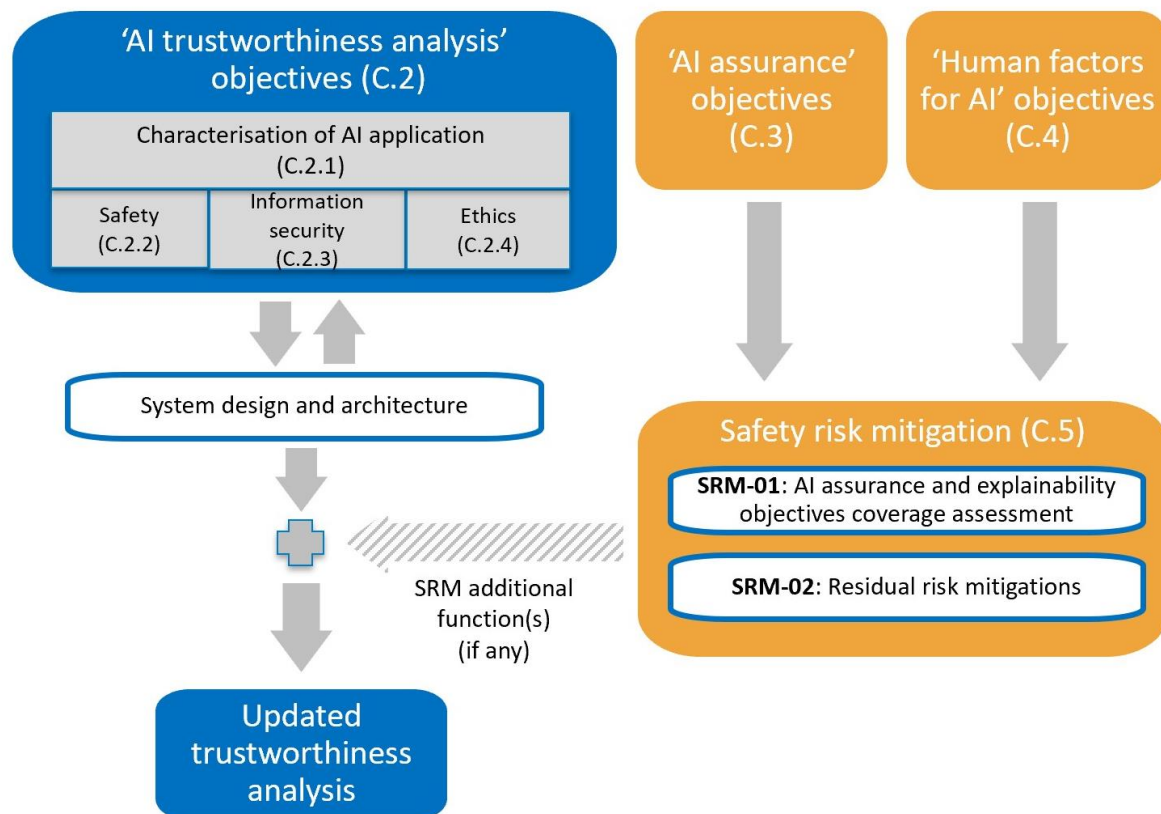 ‘AI trustworthiness analysis’
objectives (C.2)
Characterisation of AI application
(C.2.1)
Safety
(C.2.2)
Information
security
(C.2.3)
Ethics
(C.2.4)
‘AI assurance’
objectives
(C.3)
‘Human factors
for AI’ objectives
(C.4)
System design and architecture
Safety risk mitigation (C.5)
SRM-01: AI assurance and explainability
objectives coverage assessment
SRM-02: Residual risk mitigations
SRM additional
function(s)
(if any)
Updated
trustworthiness
analysis